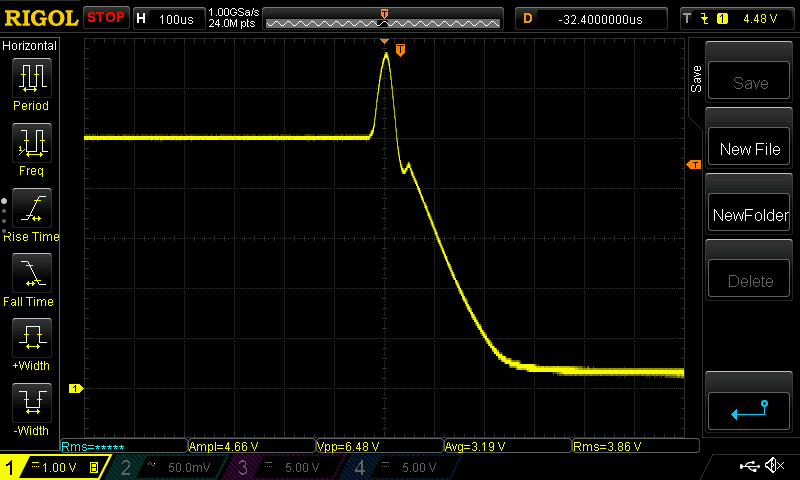 RIGOL STOP H 100us 1.00GSa/s 24.0M pts D -32.4000000us T 1 4.48 V
Horizontal
Period
Freq
Rise Time
Fall Time
+Width
-Width
T
T
T
1
Rms=***** Ampl=4.66 V Vpp=6.48 V Avg=3.19 V Rms=3.86 V
1 1.00 V B 2 50.0mV 3 5.00 V 4 5.00 V
Save
Save
New File
NewFolder
Delete